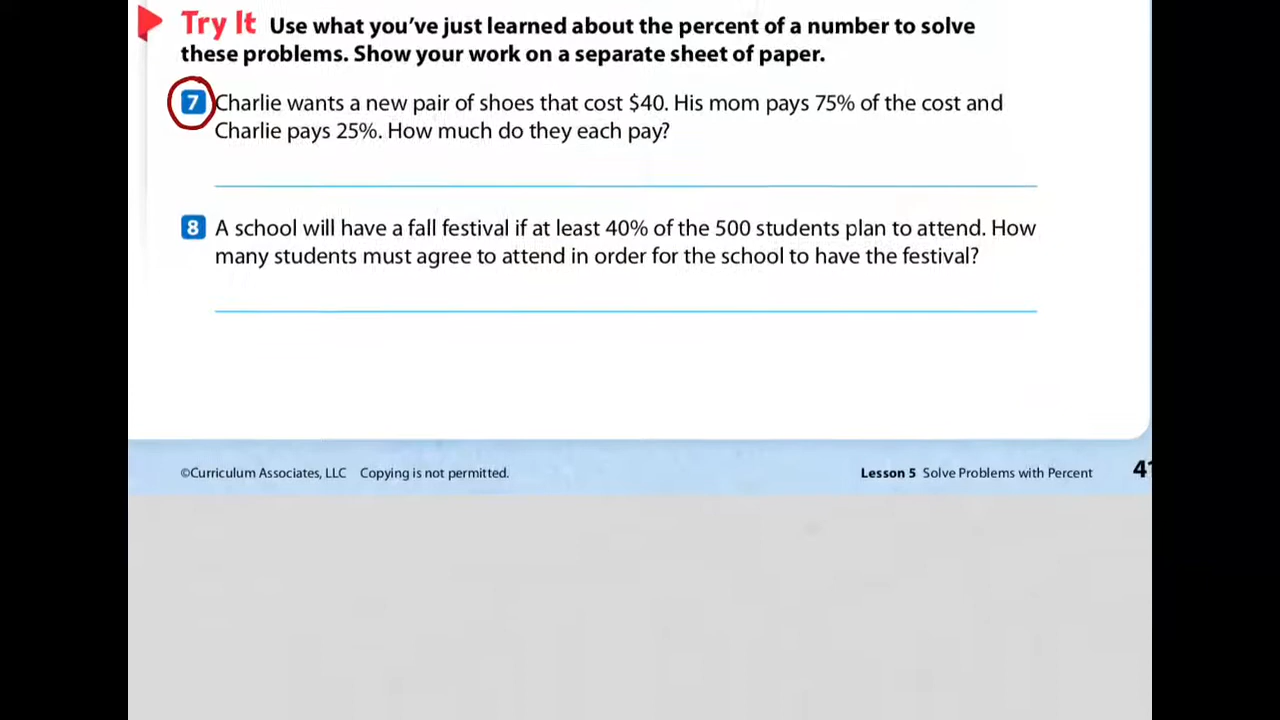 Try It Use what you've just learned about the percent of a number to solve
these problems. Show your work on a separate sheet of paper.
7 Charlie wants a new pair of shoes that cost $40. His mom pays 75% of the cost and
Charlie pays 25%. How much do they each pay?
8 A school will have a fall festival if at least 40% of the 500 students plan to attend. How
many students must agree to attend in order for the school to have the festival?
©Curriculum Associates, LLC Copying is not permitted.
Lesson 5 Solve Problems with Percent